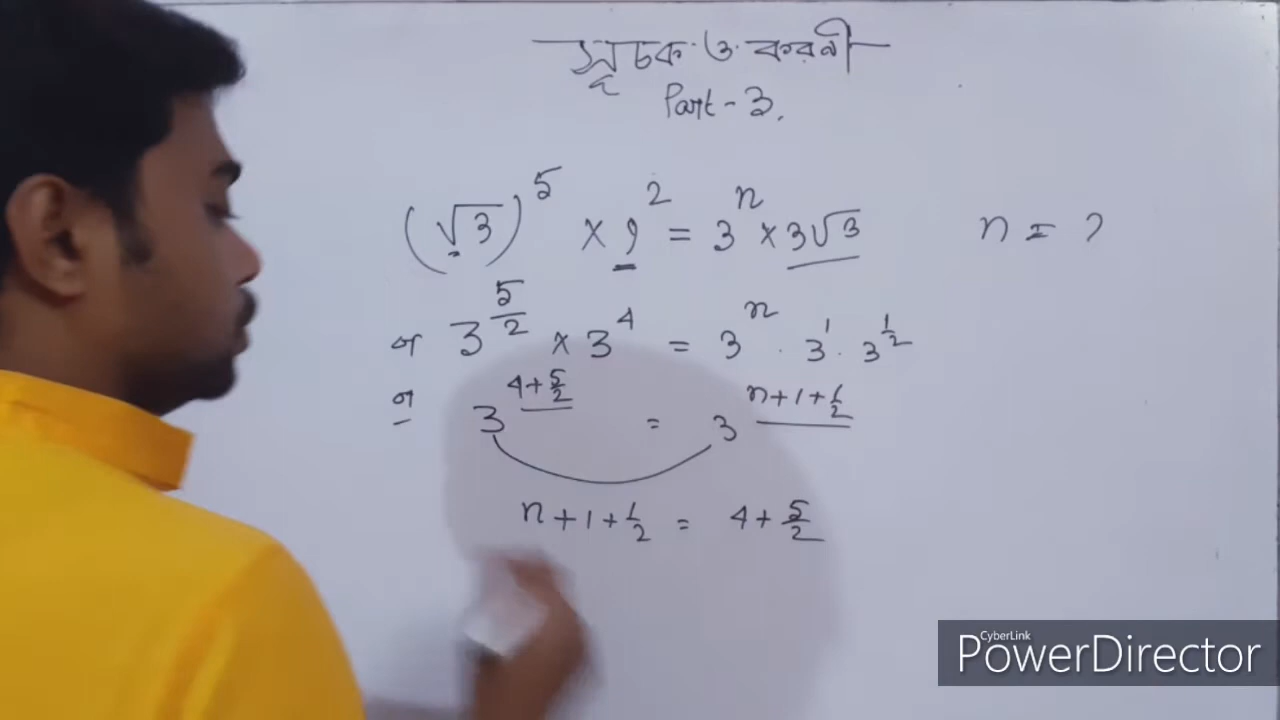 সূচক ও করণী
Part - 3.
(√3)^5 × 9^2 = 3^n × 3√3 n = ?
বা 3^(5/2) × 3^4 = 3^n · 3^1 · 3^(1/2)
বা 3^(4+5/2) = 3^(n+1+1/2)
n + 1 + 1/2 = 4 + 5/2
CyberLink
PowerDirector